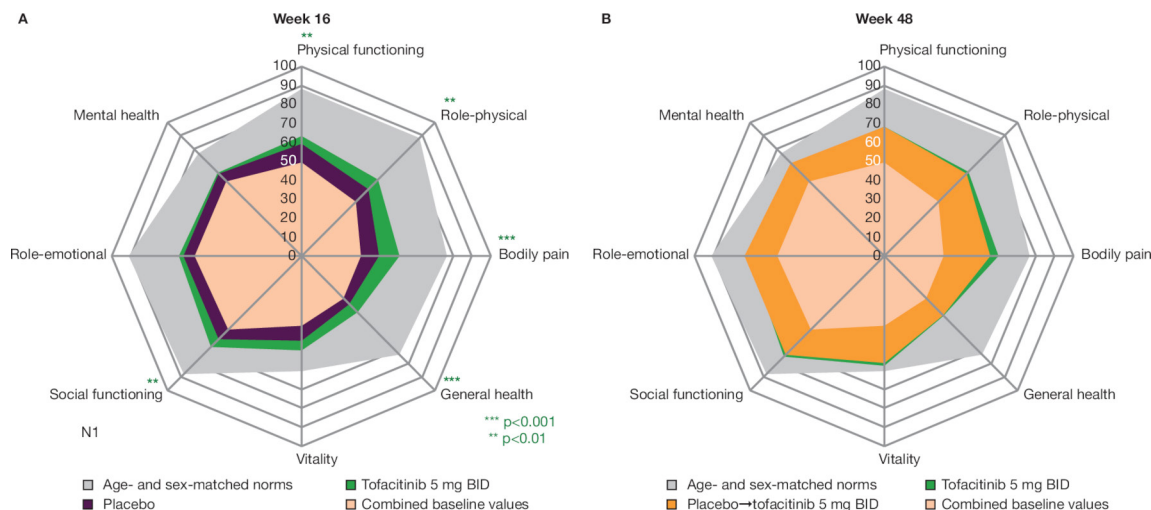 A
Week 16
**
Physical functioning
100
90
80
70
60
50
40
30
20
10
0
Mental health
**
Role-physical
Role-emotional
***
Bodily pain
**
Social functioning
***
General health
*** p<0.001
** p<0.01
N1
Vitality
Age- and sex-matched norms
Tofacitinib 5 mg BID
Placebo
Combined baseline values
B
Week 48
Physical functioning
100
90
80
70
60
50
40
30
20
10
0
Mental health
Role-physical
Role-emotional
Bodily pain
Social functioning
General health
Vitality
Age- and sex-matched norms
Tofacitinib 5 mg BID
Placebo→tofacitinib 5 mg BID
Combined baseline values